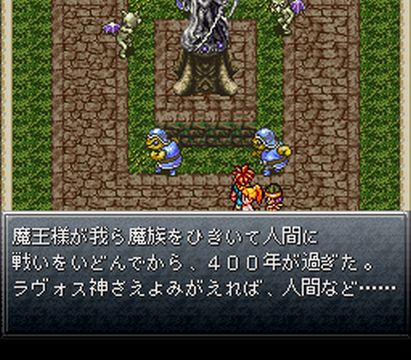 魔王様が我ら魔族をひきいて人間に
戦いをいどんでから、４００年が過ぎた。
ラヴォス神さえよみがえれば、人間など……